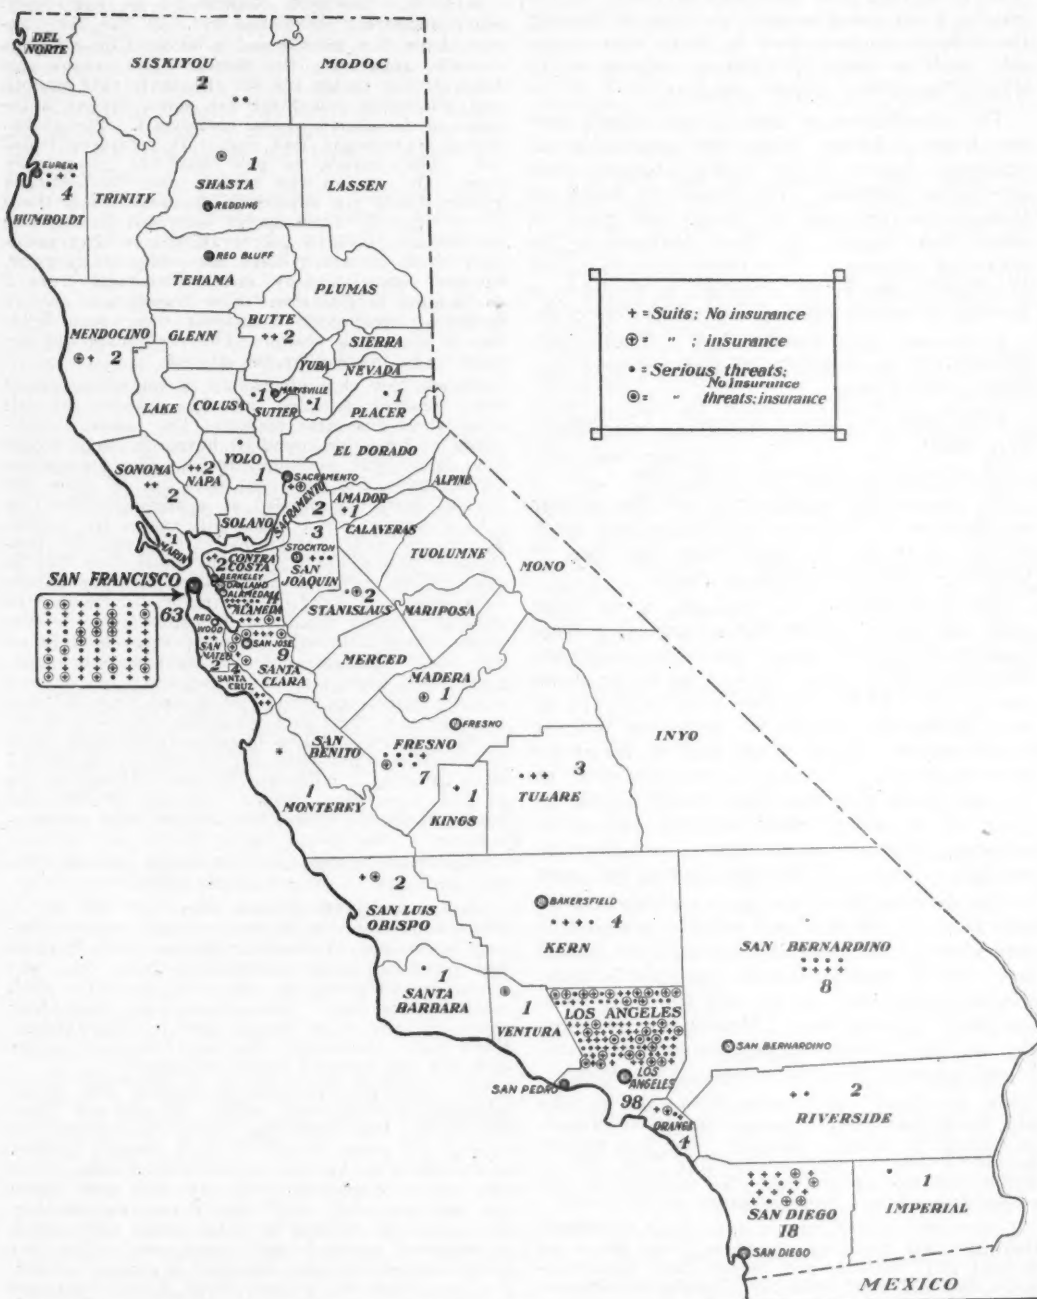 DEL
NORTE
SISKIYOU
2
MODOC
EUREKA
4
HUMBOLDT
TRINITY
1
SHASTA
REDDING
LASSEN
RED BLUFF
TEHAMA
PLUMAS
MENDOCINO
2
GLENN
BUTTE
2
SIERRA
YUBA
NEVADA
LAKE
COLUSA
1
MARYSVILLE
SUTTER
1
1
PLACER
+ = Suits; No insurance
⊕ = " ; insurance
• = Serious threats;
No Insurance
◉ = " threats; insurance
EL DORADO
SONOMA
2
2
NAPA
YOLO
1
SACRAMENTO
SACRAMENTO
2
AMADOR
1
ALPINE
SOLANO
CALAVERAS
1
MARIN
3
STOCKTON
SAN
JOAQUIN
TUOLUMNE
MONO
2
CONTRA
COSTA
BERKELEY
OAKLAND
ALAMEDA
ALAMEDA
SAN FRANCISCO
63
2
STANISLAUS
MARIPOSA
RED
WOOD
SAN
MATEO
2
SAN JOSE
9
SANTA
CLARA
4
SANTA
CRUZ
MERCED
MADERA
1
FRESNO
INYO
SAN
BENITO
FRESNO
7
1
MONTEREY
1
KINGS
3
TULARE
2
SAN LUIS
OBISPO
BAKERSFIELD
4
KERN
SAN BERNARDINO
8
1
SANTA
BARBARA
1
VENTURA
LOS ANGELES
SAN BERNARDINO
LOS
ANGELES
SAN PEDRO
98
ORANGE
4
2
RIVERSIDE
SAN DIEGO
18
1
IMPERIAL
SAN DIEGO
MEXICO